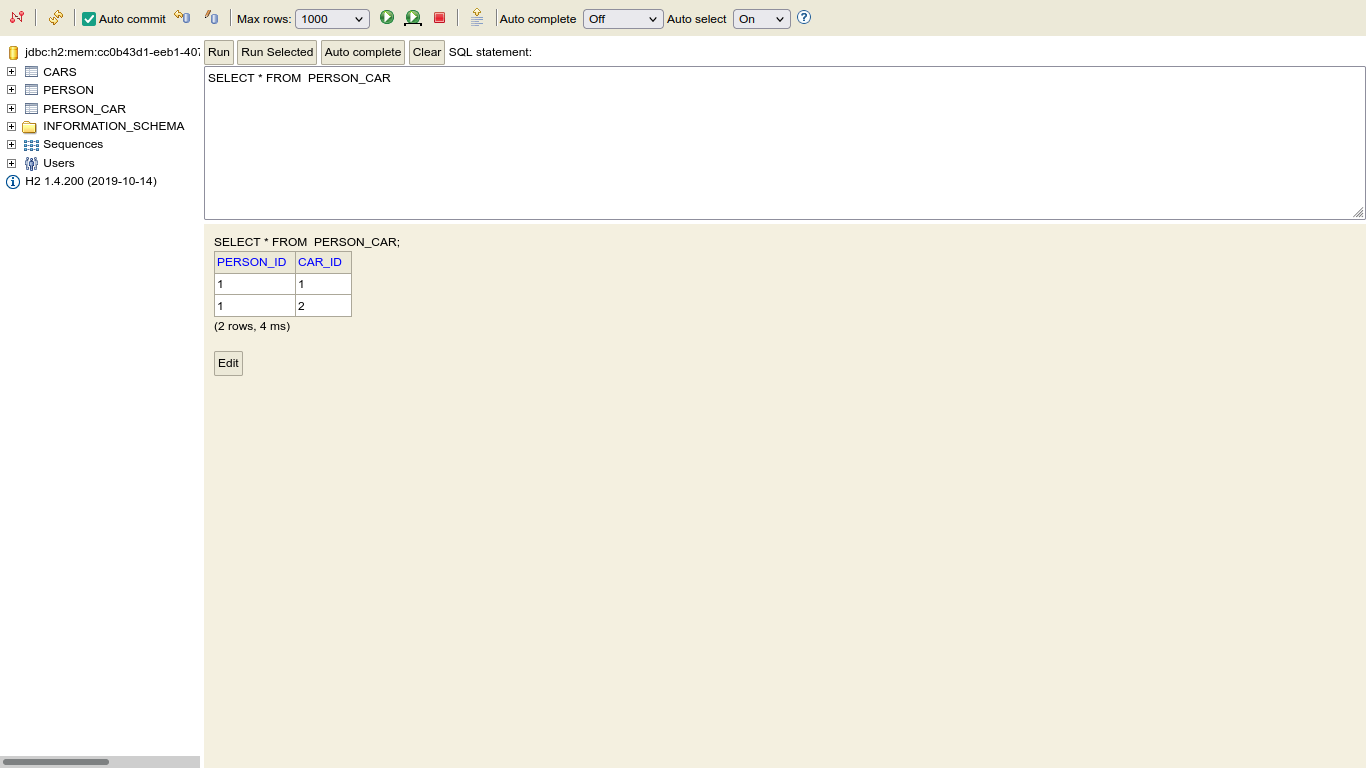 Auto commit Max rows: 1000 Auto complete Off Auto select On
jdbc:h2:mem:cc0b43d1-eeb1-407
CARS
PERSON
PERSON_CAR
INFORMATION_SCHEMA
Sequences
Users
H2 1.4.200 (2019-10-14)
Run Run Selected Auto complete Clear SQL statement:
SELECT * FROM  PERSON_CAR
SELECT * FROM  PERSON_CAR;
PERSON_ID CAR_ID
1 1
1 2
(2 rows, 4 ms)
Edit